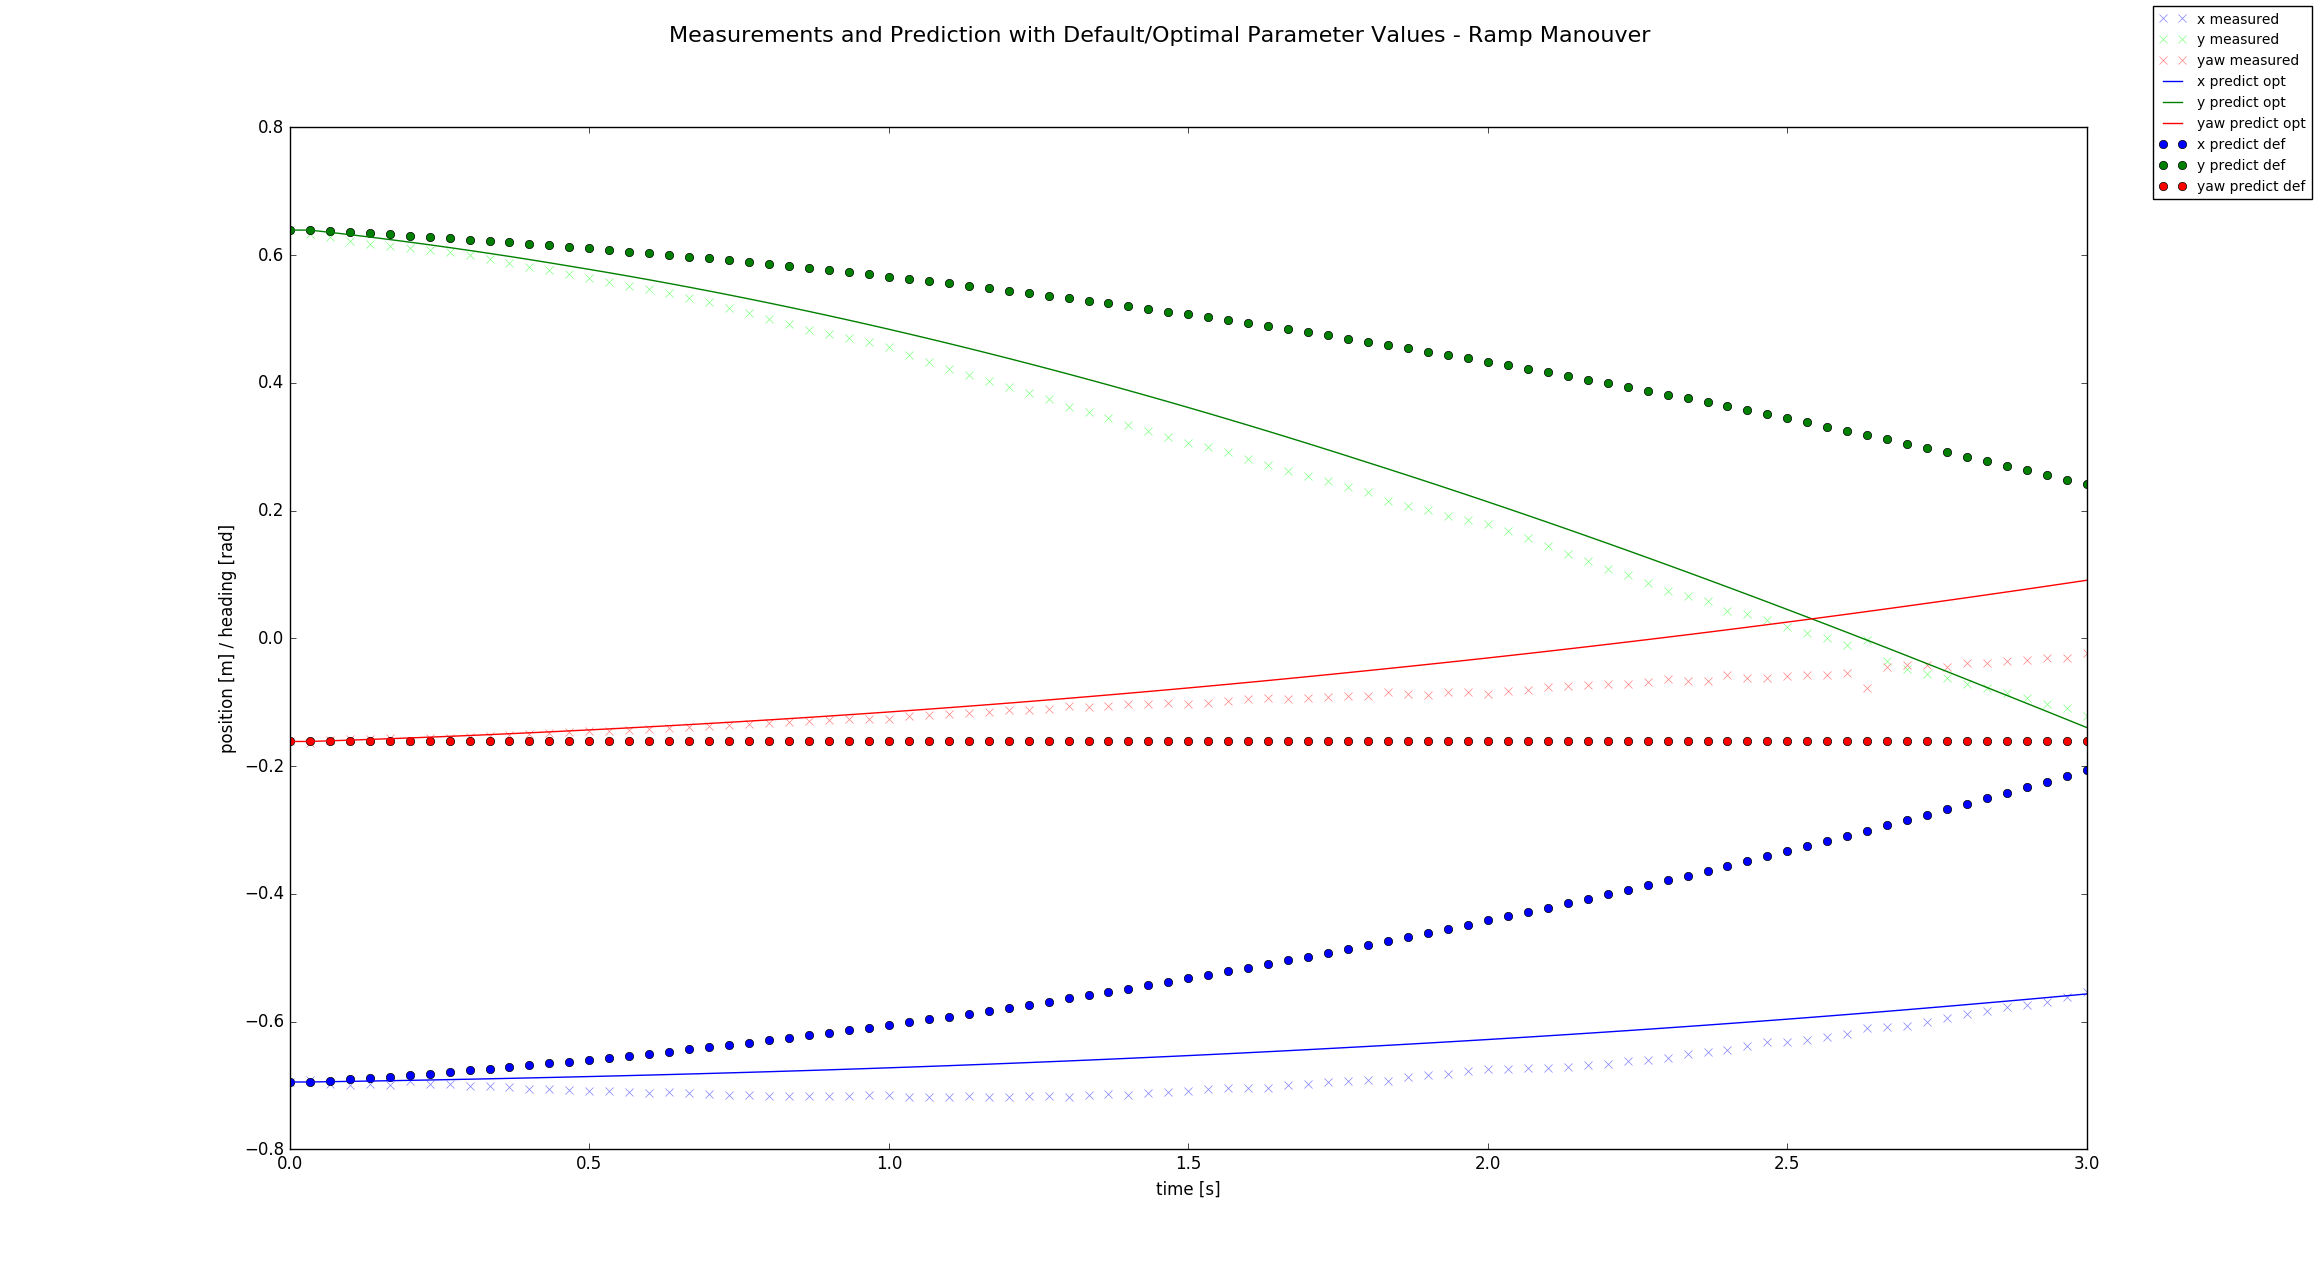 Measurements and Prediction with Default/Optimal Parameter Values - Ramp Manouver
x measured
y measured
yaw measured
x predict opt
y predict opt
yaw predict opt
x predict def
y predict def
yaw predict def
0.8
0.6
0.4
0.2
0.0
−0.2
−0.4
−0.6
−0.8
position [m] / heading [rad]
0.0 0.5 1.0 1.5 2.0 2.5 3.0
time [s]